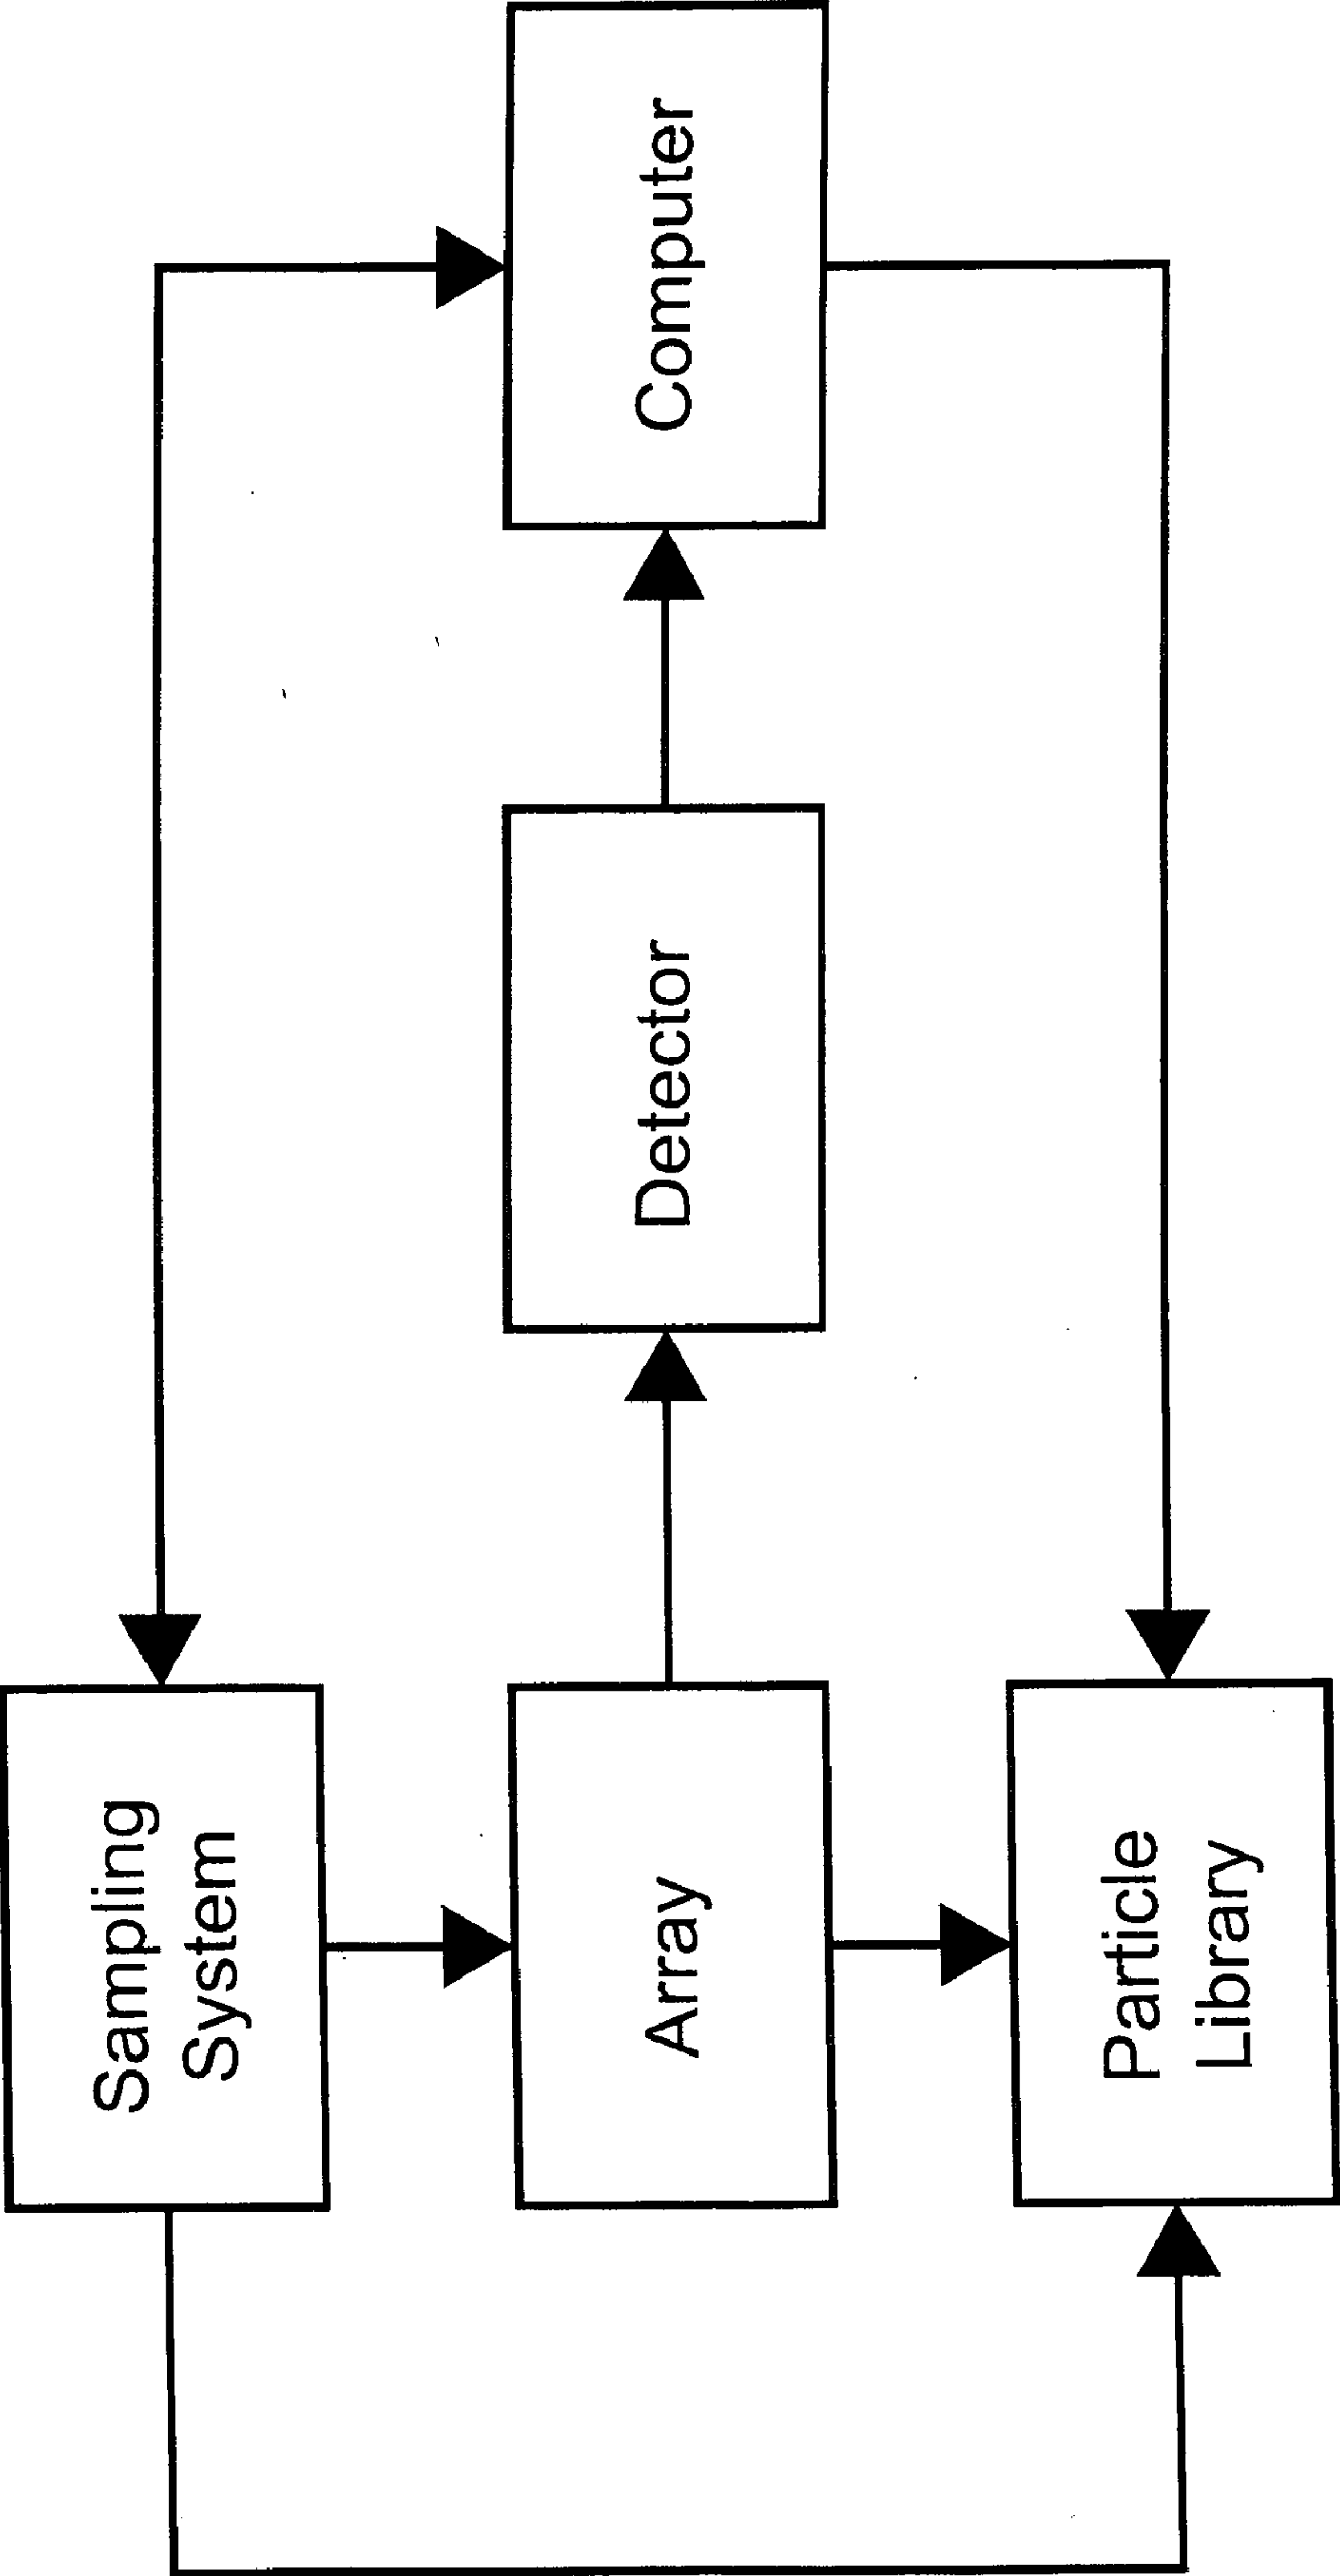 Sampling
System
Array
Detector
Computer
Particle
Library